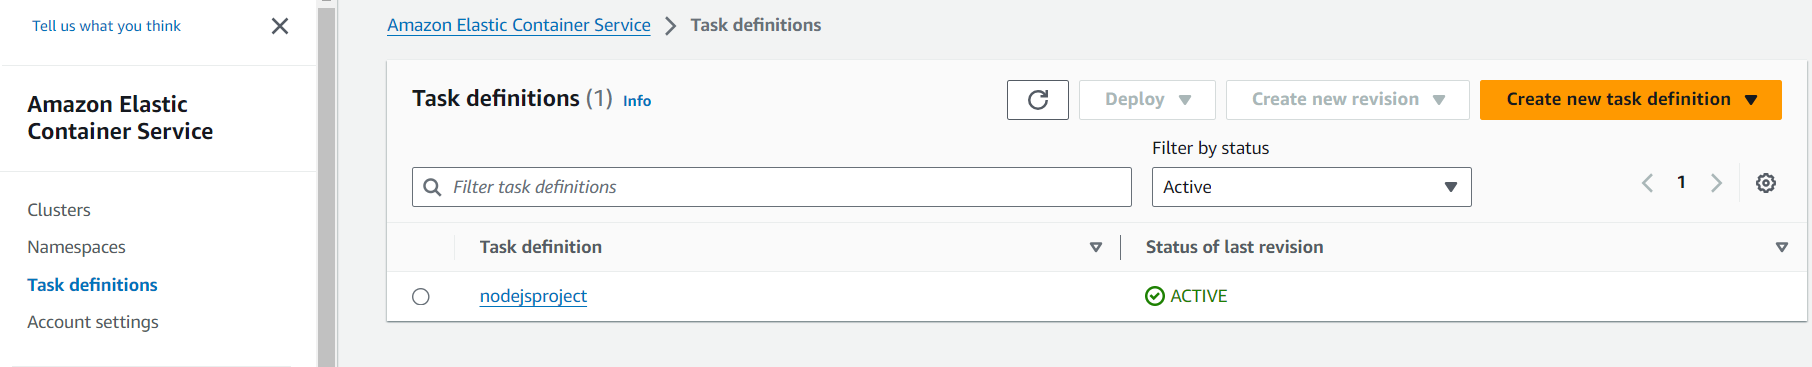 Tell us what you think
Amazon Elastic Container Service
Clusters
Namespaces
Task definitions
Account settings
Amazon Elastic Container Service > Task definitions
Task definitions (1) Info
Deploy
Create new revision
Create new task definition
Filter by status
Filter task definitions
Active
1
Task definition
Status of last revision
nodejsproject
ACTIVE